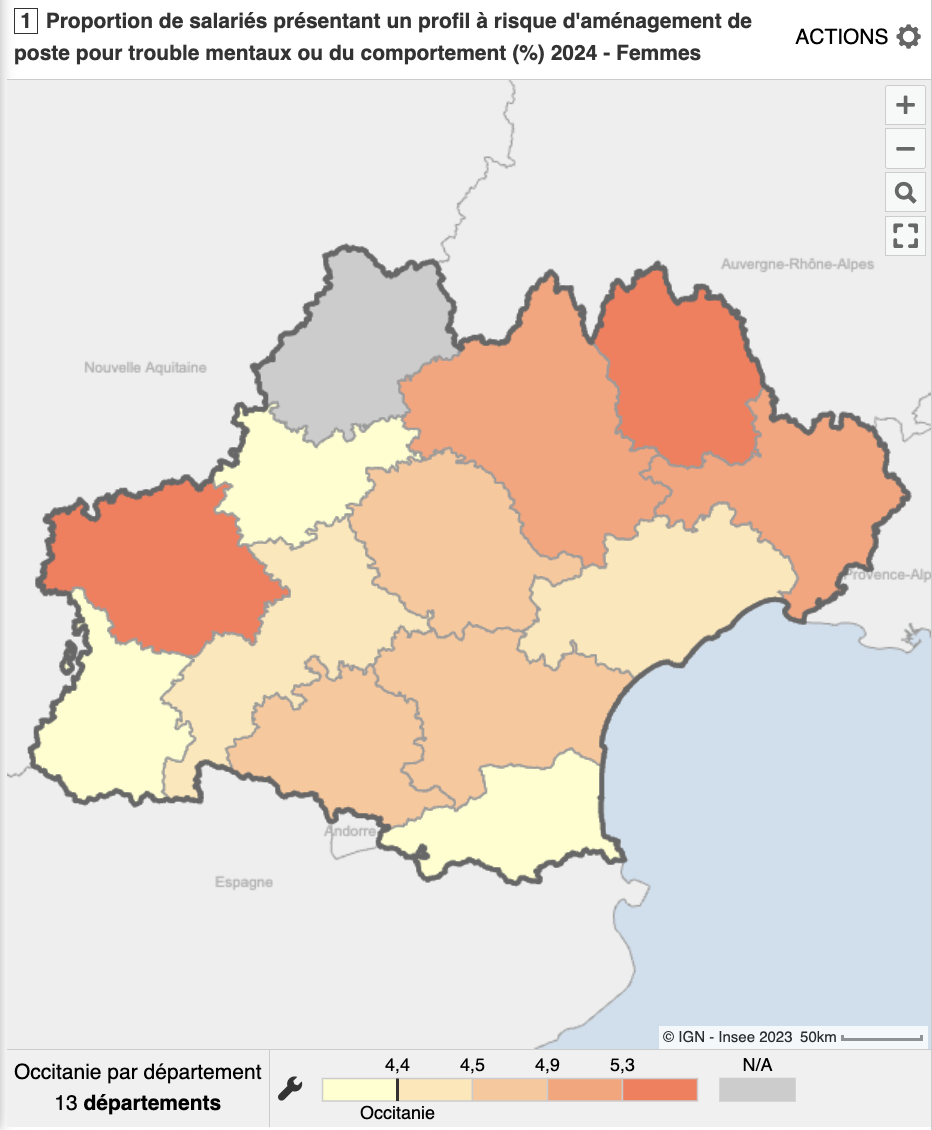 1 Proportion de salariés présentant un profil à risque d'aménagement de
poste pour trouble mentaux ou du comportement (%) 2024 - Femmes
ACTIONS
Auvergne-Rhône-Alpes
Nouvelle Aquitaine
Provence-Alp
Andorre
Espagne
© IGN - Insee 2023 50km
Occitanie par département
13 départements
4,4 4,5 4,9 5,3 N/A
Occitanie